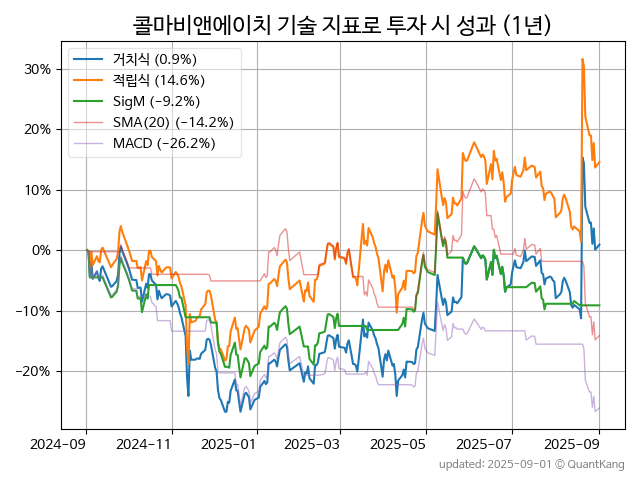 콜마비앤에이치 기술 지표로 투자 시 성과 (1년)
거치식 (0.9%)
적립식 (14.6%)
SigM (−9.2%)
SMA(20) (−14.2%)
MACD (−26.2%)
30%
20%
10%
0%
−10%
−20%
2024-09 2024-11 2025-01 2025-03 2025-05 2025-07 2025-09
updated: 2025-09-01 © QuantKang